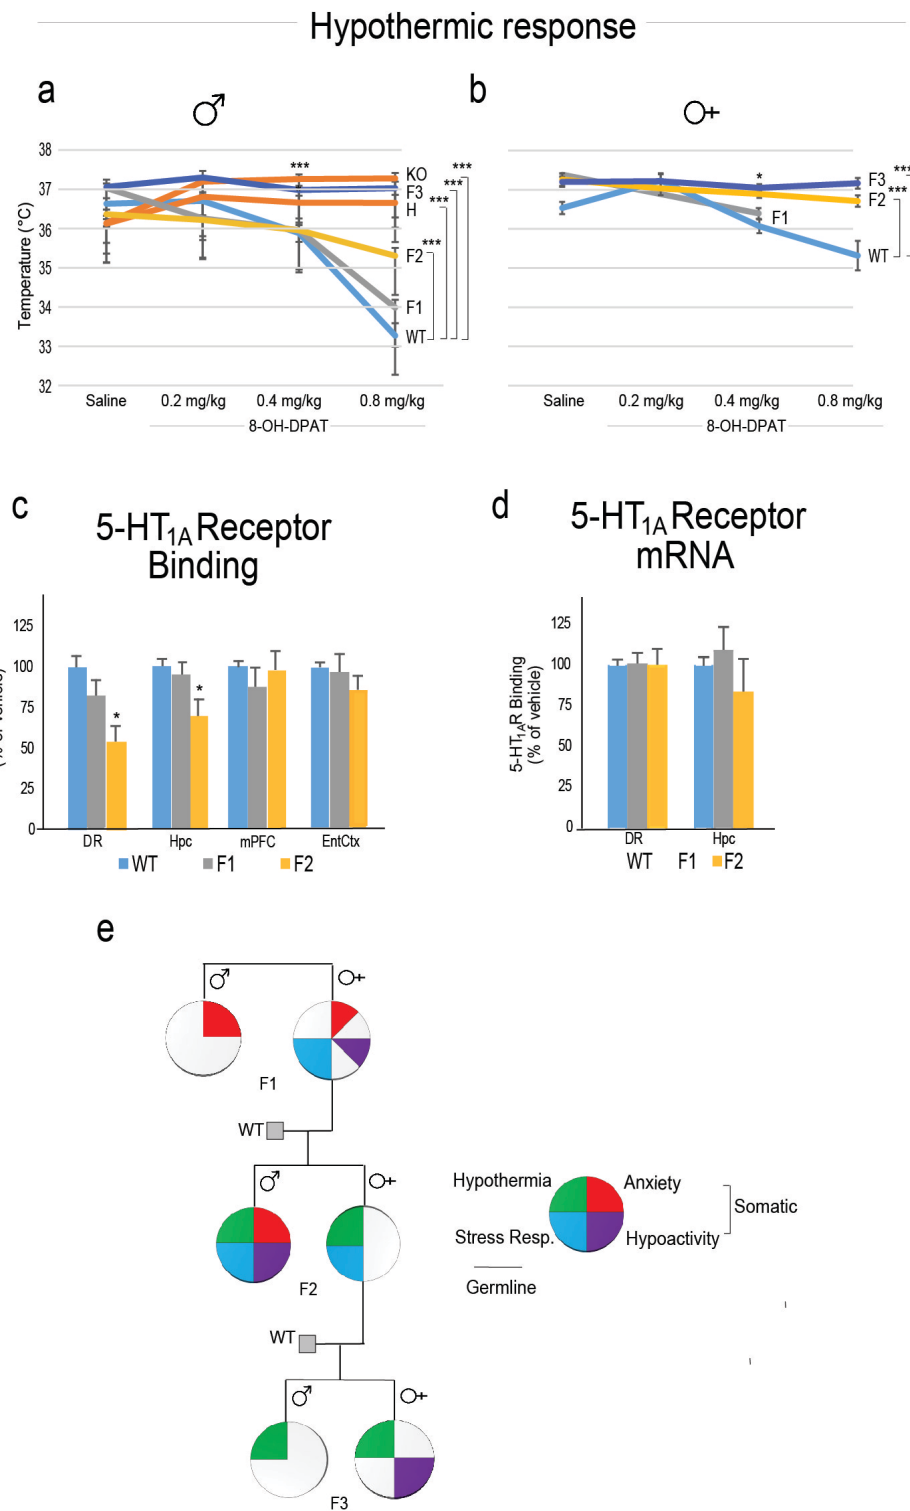 Hypothermic response
a
♂
b
♀
Temperature (°C)
38
37
36
35
34
33
32
***
***
***
***
***
KO
F3
H
F2
F1
WT
Saline
0.2 mg/kg
0.4 mg/kg
0.8 mg/kg
8-OH-DPAT
*
***
***
F3
F2
F1
WT
Saline
0.2 mg/kg
0.4 mg/kg
0.8 mg/kg
8-OH-DPAT
c
5-HT1A Receptor
Binding
125
100
75
50
25
0
*
*
DR
Hpc
mPFC
EntCtx
WT
F1
F2
d
5-HT1A Receptor
mRNA
5-HT1AR Binding
(% of vehicle)
125
100
75
50
25
0
DR
Hpc
WT
F1
F2
e
♂
♀
F1
WT
♂
♀
F2
WT
♂
♀
F3
Hypothermia
Anxiety
Somatic
Stress Resp.
Hypoactivity
Germline